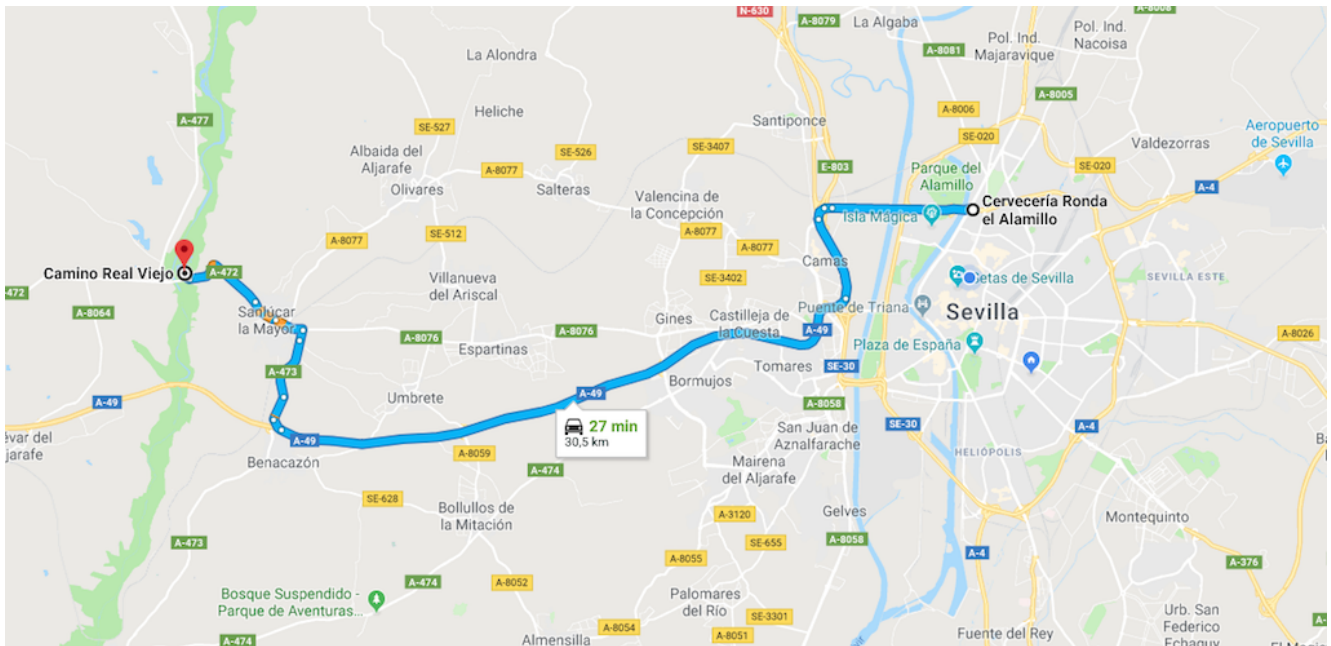 N-630
A-8079
La Algaba
A-8008
Pol. Ind.
Majaravique
Pol. Ind.
Nacoisa
A-8081
La Alondra
A-8005
A-477
Heliche
A-8006
Santiponce
SE-527
SE-020
Aeropuerto
de Sevilla
Valdezorras
Albaida del
Aljarafe
SE-526
SE-3407
A-8077
E-803
Parque del
Alamillo
SE-020
Olivares
Salteras
A-4
Valencina de
la Concepción
Cervecería Ronda
el Alamillo
Isla Mágica
SE-512
A-8077
A-8077
A-8077
Camas
Camino Real Viejo
A-472
Villanueva
del Ariscal
SE-3402
Setas de Sevilla
SEVILLA ESTE
A-472
A-8064
Sanlúcar
la Mayor
Gines
Castilleja de
la Cuesta
Puente de Triana
Sevilla
A-8076
A-8076
A-49
A-8026
Espartinas
Plaza de España
A-473
Bormujos
Tomares
SE-30
A-49
Umbrete
A-49
A-8058
27 min
30,5 km
SE-30
A-4
evar del
jarafe
A-49
San Juan de
Aznalfarache
Benacazón
A-8059
HELIÓPOLIS
A-474
Mairena
del Aljarafe
SE-628
Bollullos de
la Mitación
A-3120
Gelves
Montequinto
A-473
SE-655
A-8058
A-4
A-8055
A-376
A-474
A-8052
Bosque Suspendido -
Parque de Aventuras...
Palomares
del Río
SE-3301
Urb. San
Federico
Echaguy
A-474
Almensilla
A-8054
A-8051
Fuente del Rey